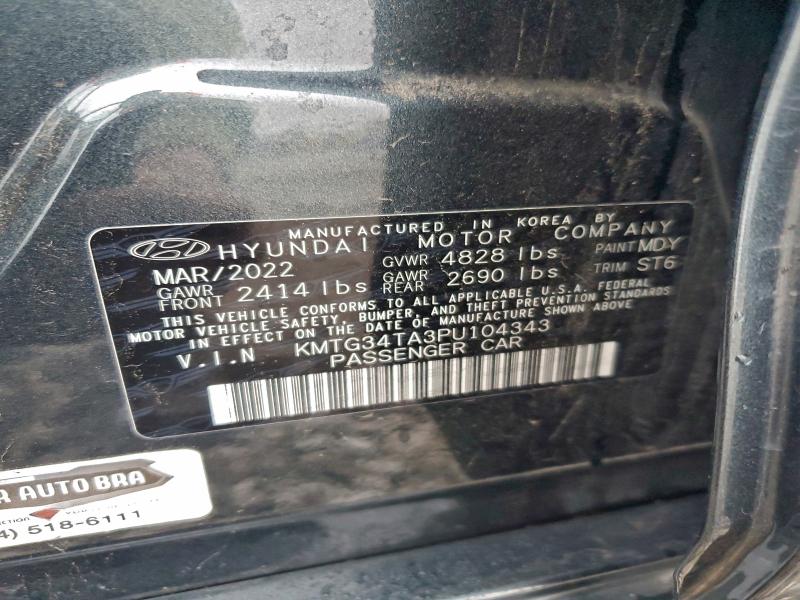 MANUFACTURED IN KOREA BY
HYUNDAI MOTOR COMPANY
MAR/2022 GVWR 4828 lbs PAINT MDY
GAWR FRONT 2414 lbs GAWR REAR 2690 lbs TRIM ST6
THIS VEHICLE CONFORMS TO ALL APPLICABLE U.S.A. FEDERAL
MOTOR VEHICLE SAFETY, BUMPER, AND THEFT PREVENTION STANDARDS
IN EFFECT ON THE DATE OF MANUFACTURE SHOWN ABOVE
V.I.N KMTG34TA3PU104343
PASSENGER CAR
R AUTO BRA
4) 518-6111